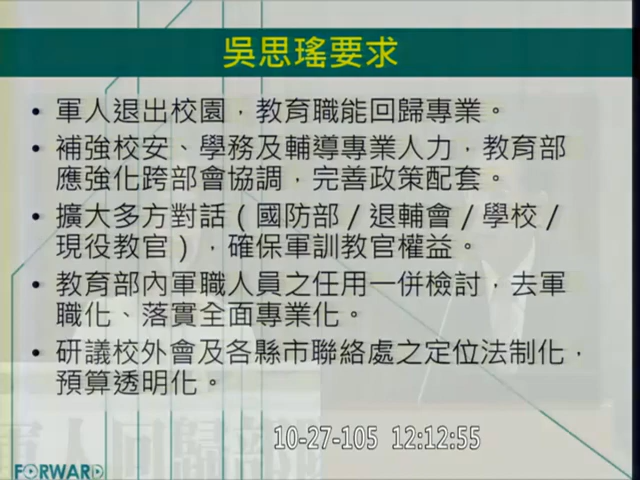 吳思瑤要求
• 軍人退出校園，教育職能回歸專業。
• 補強校安、學務及輔導專業人力，教育部
應強化跨部會協調，完善政策配套。
• 擴大多方對話（國防部／退輔會／學校／
現役教官），確保軍訓教官權益。
• 教育部內軍職人員之任用一併檢討，去軍
職化、落實全面專業化。
• 研議校外會及各縣市聯絡處之定位法制化，
預算透明化。
軍人回歸部
10-27-105 12:12:55
FORWARD